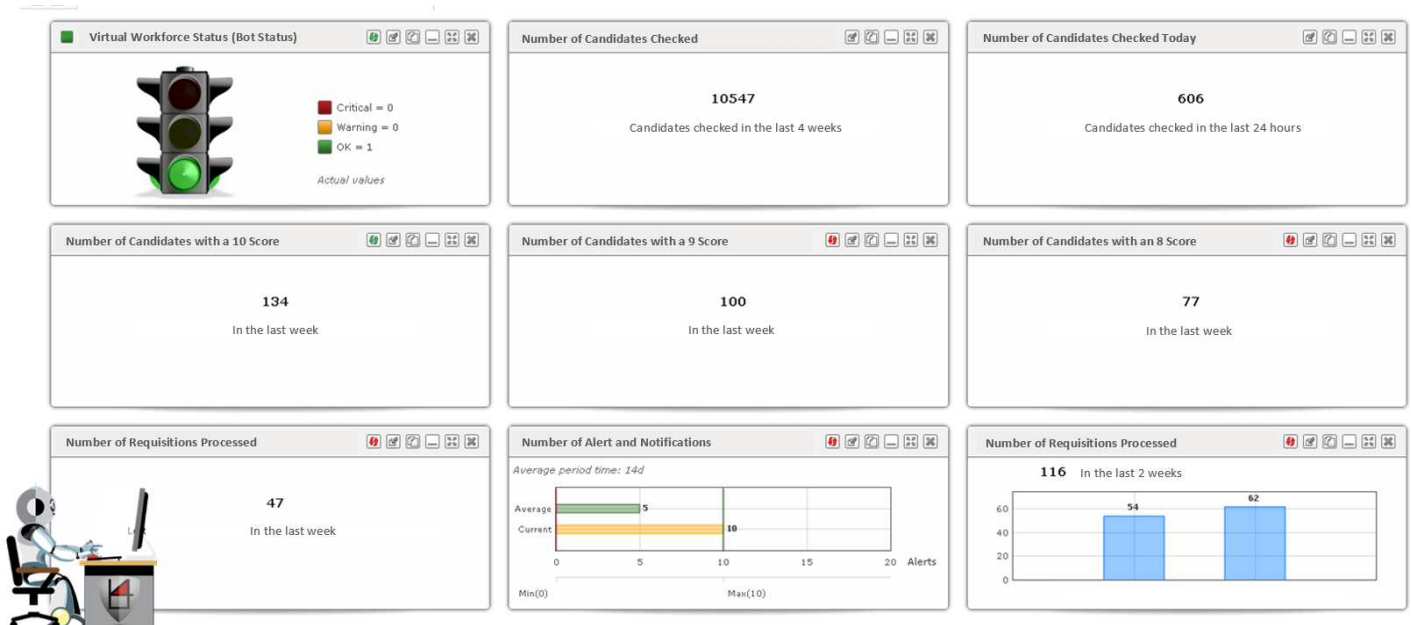 Virtual Workforce Status (Bot Status)
Critical = 0
Warning = 0
OK = 1
Actual values
Number of Candidates Checked
10547
Candidates checked in the last 4 weeks
Number of Candidates Checked Today
606
Candidates checked in the last 24 hours
Number of Candidates with a 10 Score
134
In the last week
Number of Candidates with a 9 Score
100
In the last week
Number of Candidates with an 8 Score
77
In the last week
Number of Requisitions Processed
47
In the last week
Number of Alert and Notifications
Average period time: 14d
Average 5
Current 10
0 5 10 15 20 Alerts
Min(0) Max(10)
Number of Requisitions Processed
116 In the last 2 weeks
60
40
20
0
54
62